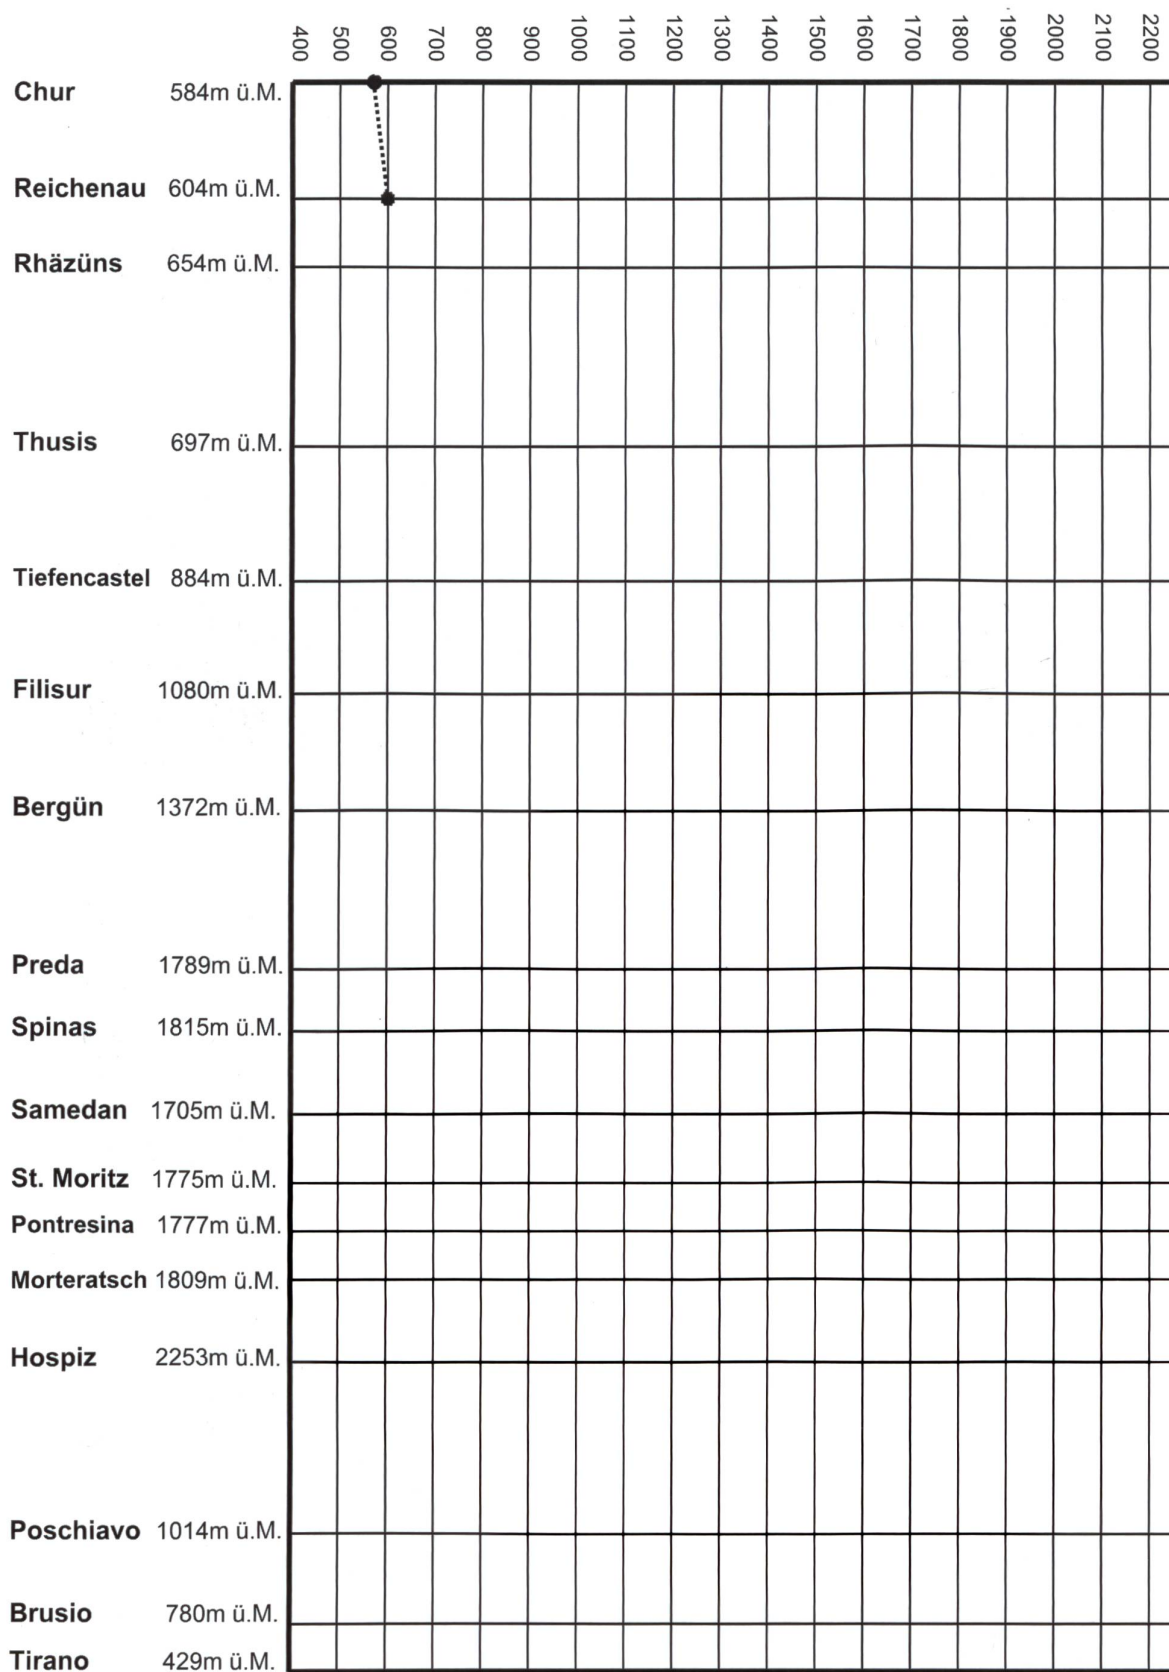 400 500 600 700 800 900 1000 1100 1200 1300 1400 1500 1600 1700 1800 1900 2000 2100 2200
Chur 584m ü.M.
Reichenau 604m ü.M.
Rhäzüns 654m ü.M.
Thusis 697m ü.M.
Tiefencastel 884m ü.M.
Filisur 1080m ü.M.
Bergün 1372m ü.M.
Preda 1789m ü.M.
Spinas 1815m ü.M.
Samedan 1705m ü.M.
St. Moritz 1775m ü.M.
Pontresina 1777m ü.M.
Morteratsch 1809m ü.M.
Hospiz 2253m ü.M.
Poschiavo 1014m ü.M.
Brusio 780m ü.M.
Tirano 429m ü.M.